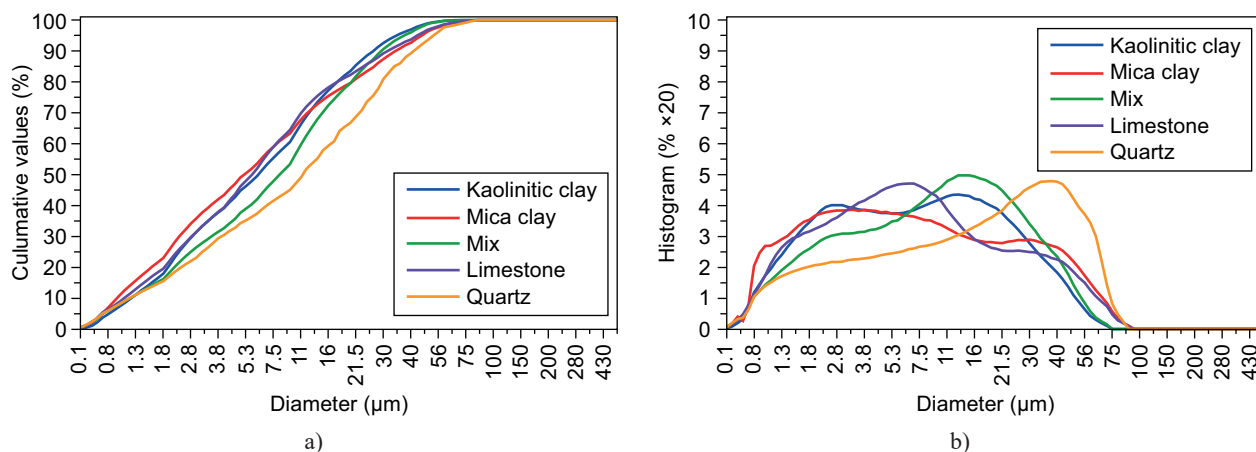 Culumative values (%)
100
90
80
70
60
50
40
30
20
10
0
Kaolinitic clay
Mica clay
Mix
Limestone
Quartz
0.1 0.8 1.3 1.8 2.8 3.8 5.3 7.5 11 16 21.5 30 40 56 75 100 150 200 280 430
Diameter (µm)
a)
Histogram (% ×20)
10
9
8
7
6
5
4
3
2
1
0
Kaolinitic clay
Mica clay
Mix
Limestone
Quartz
0.1 0.8 1.3 1.8 2.8 3.8 5.3 7.5 11 16 21.5 30 40 56 75 100 150 200 280 430
Diameter (µm)
b)